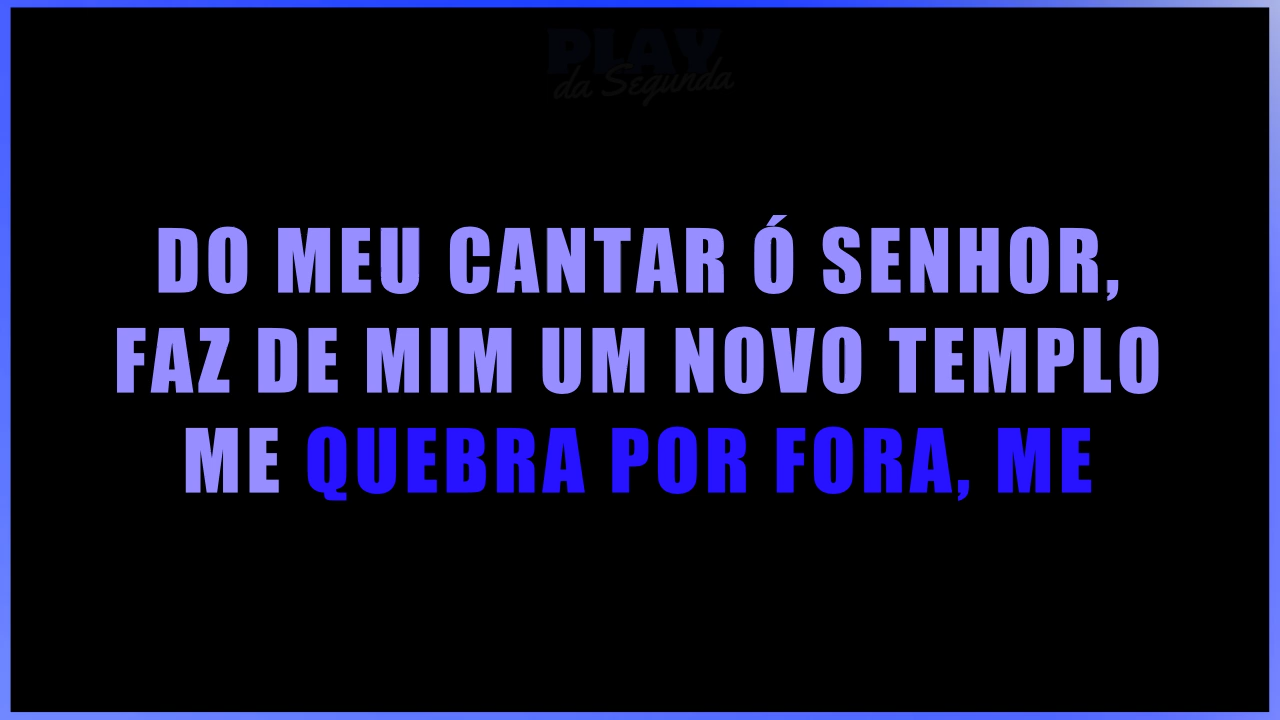 PLAY
da Segunda
DO MEU CANTAR Ó SENHOR,
FAZ DE MIM UM NOVO TEMPLO
ME QUEBRA POR FORA, ME